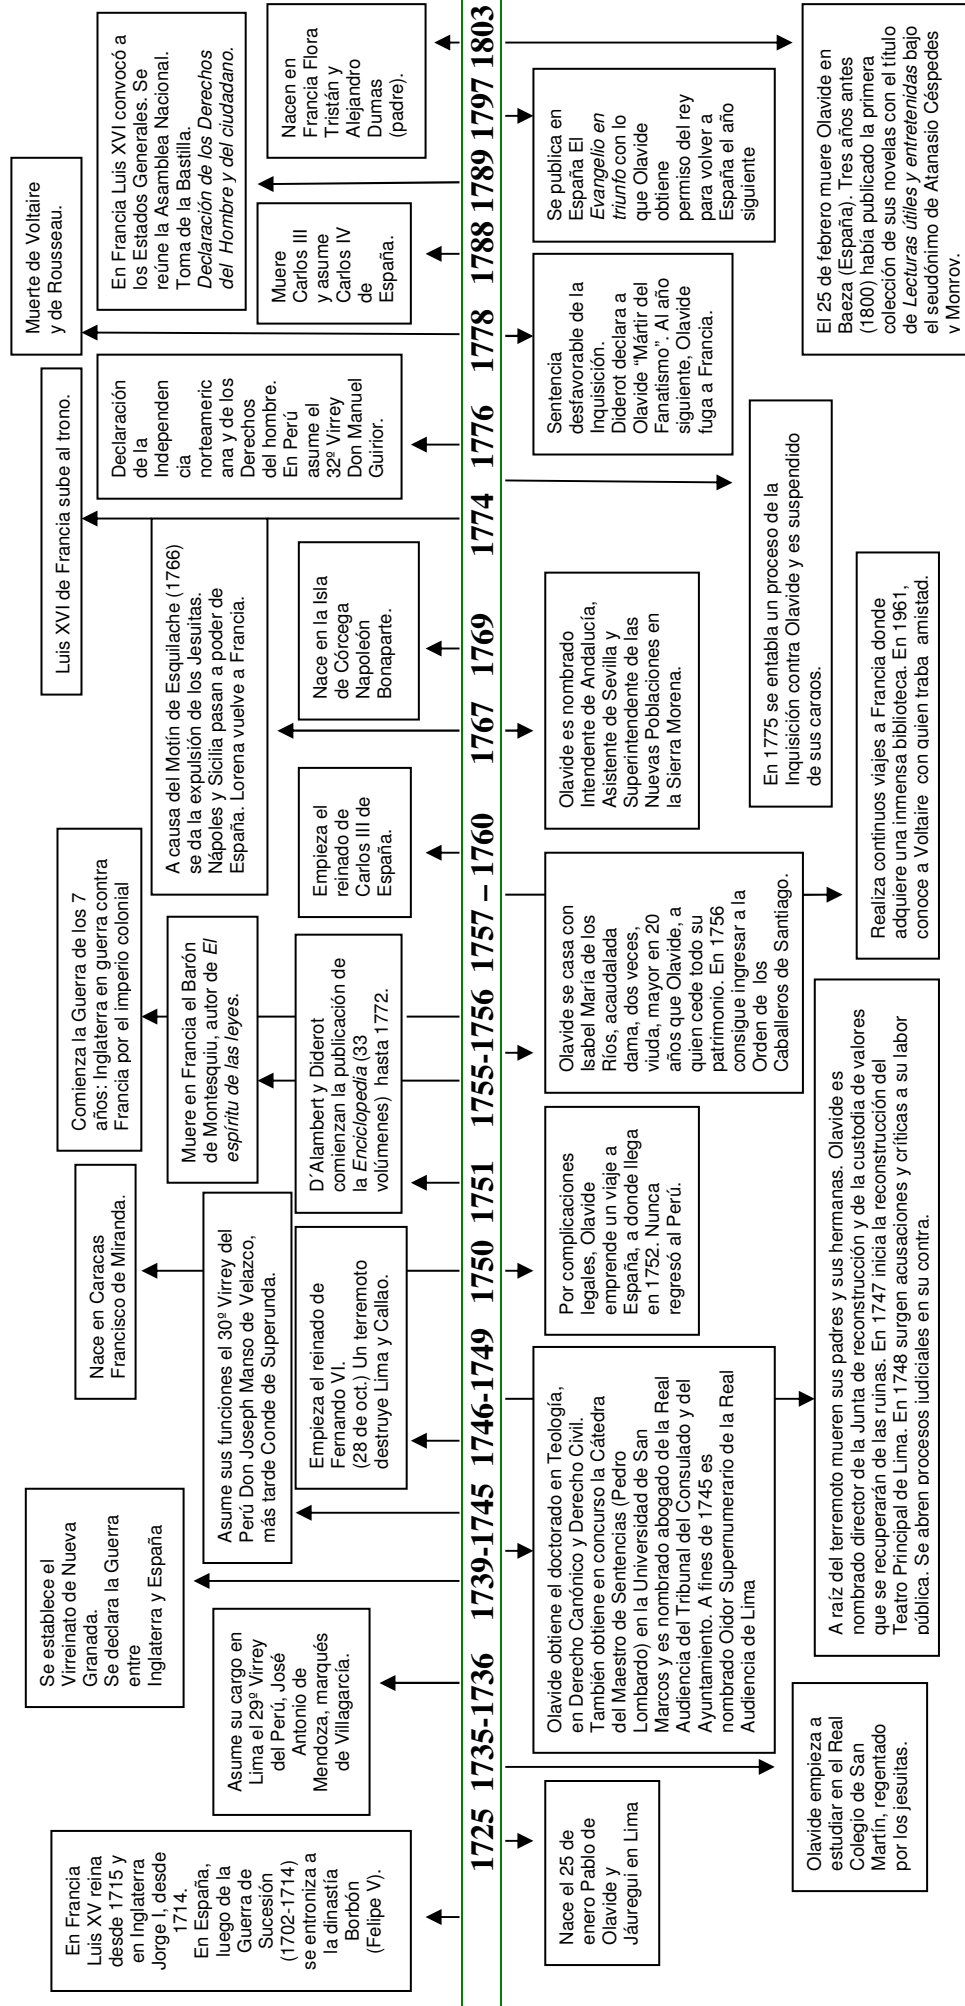 En Francia
Luis XV reina
desde 1715 y
en Inglaterra
Jorge I, desde
1714.
En España,
luego de la
Guerra de
Sucesión
(1702-1714)
se entroniza a
la dinastía
Borbón
(Felipe V).
Asume su cargo en
Lima el 29º Virrey
del Perú, José
Antonio de
Mendoza, marqués
de Villagarcía.
Se establece el
Virreinato de Nueva
Granada.
Se declara la Guerra
entre
Inglaterra y España
Asume sus funciones el 30º Virrey del
Perú Don Joseph Manso de Velazco,
más tarde Conde de Superunda.
Empieza el reinado de
Fernando VI.
(28 de oct.) Un terremoto
destruye Lima y Callao.
Nace en Caracas
Francisco de Miranda.
D´Alambert y Diderot
comienzan la publicación de
la Enciclopedia (33
volúmenes) hasta 1772.
Muere en Francia el Barón
de Montesquiu, autor de El
espíritu de las leyes.
Comienza la Guerra de los 7
años: Inglaterra en guerra contra
Francia por el imperio colonial
Empieza el
reinado de
Carlos III de
España.
A causa del Motín de Esquilache (1766)
se da la expulsión de los Jesuitas.
Nápoles y Sicilia pasan a poder de
España. Lorena vuelve a Francia.
Nace en la Isla
de Córcega
Napoleón
Bonaparte.
Luis XVI de Francia sube al trono.
Declaración
de la
Independen
cia
norteameric
ana y de los
Derechos
del hombre.
En Perú
asume el
32º Virrey
Don Manuel
Guirior.
Muerte de Voltaire
y de Rousseau.
Muere
Carlos III
y asume
Carlos IV
de
España.
En Francia Luis XVI convocó a
los Estados Generales. Se
reúne la Asamblea Nacional.
Toma de la Bastilla.
Declaración de los Derechos
del Hombre y del ciudadano.
Nacen en
Francia Flora
Tristán y
Alejandro
Dumas
(padre).
1725 1735-1736 1739-1745 1746-1749 1750 1751 1755-1756 1757 – 1760 1767 1769 1774 1776 1778 1788 1789 1797 1803
Nace el 25 de
enero Pablo de
Olavide y
Jáuregui en Lima
Olavide empieza a
estudiar en el Real
Colegio de San
Martín, regentado
por los jesuitas.
Olavide obtiene el doctorado en Teología,
en Derecho Canónico y Derecho Civil.
También obtiene en concurso la Cátedra
del Maestro de Sentencias (Pedro
Lombardo) en la Universidad de San
Marcos y es nombrado abogado de la Real
Audiencia del Tribunal del Consulado y del
Ayuntamiento. A fines de 1745 es
nombrado Oidor Supernumerario de la Real
Audiencia de Lima
A raíz del terremoto mueren sus padres y sus hermanas. Olavide es
nombrado director de la Junta de reconstrucción y de la custodia de valores
que se recuperarán de las ruinas. En 1747 inicia la reconstrucción del
Teatro Principal de Lima. En 1748 surgen acusaciones y críticas a su labor
pública. Se abren procesos judiciales en su contra.
Por complicaciones
legales, Olavide
emprende un viaje a
España, a donde llega
en 1752. Nunca
regresó al Perú.
Olavide se casa con
Isabel María de los
Ríos, acaudalada
dama, dos veces,
viuda, mayor en 20
años que Olavide, a
quien cede todo su
patrimonio. En 1756
consigue ingresar a la
Orden de los
Caballeros de Santiago.
Realiza continuos viajes a Francia donde
adquiere una inmensa biblioteca. En 1961,
conoce a Voltaire con quien traba amistad.
Olavide es nombrado
Intendente de Andalucía,
Asistente de Sevilla y
Superintendente de las
Nuevas Poblaciones en
la Sierra Morena.
En 1775 se entabla un proceso de la
Inquisición contra Olavide y es suspendido
de sus cargos.
Sentencia
desfavorable de la
Inquisición.
Diderot declara a
Olavide “Mártir del
Fanatismo”. Al año
siguiente, Olavide
fuga a Francia.
Se publica en
España El
Evangelio en
triunfo con lo
que Olavide
obtiene
permiso del rey
para volver a
España el año
siguiente
El 25 de febrero muere Olavide en
Baeza (España). Tres años antes
(1800) había publicado la primera
colección de sus novelas con el título
de Lecturas útiles y entretenidas bajo
el seudónimo de Atanasio Céspedes
y Monroy.